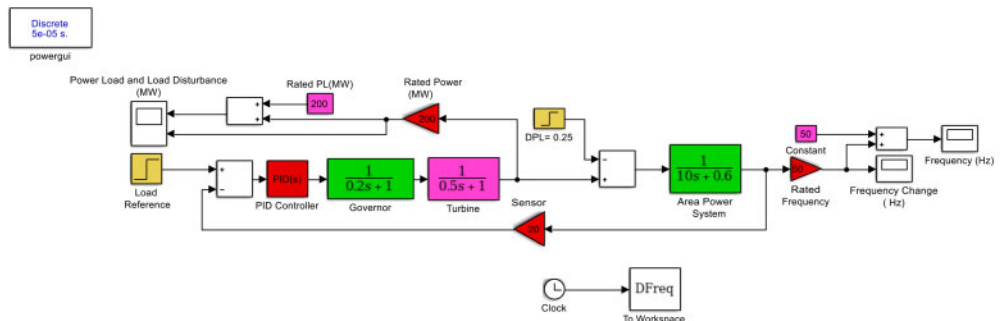 Discrete
5e-05 s.
powergui
Power Load and Load Disturbance
(MW)
Rated PL(MW)
200
Rated Power
(MW)
200
+
+
DPL= 0.25
50
Constant
+
+
Frequency (Hz)
Load
Reference
+
−
PID(s)
PID Controller
1
0.2s + 1
Governor
1
0.5s + 1
Turbine
Sensor
20
−
+
1
10s + 0.6
Area Power
System
50
Rated
Frequency
Frequency Change
( Hz)
Clock
DFreq
To Workspace